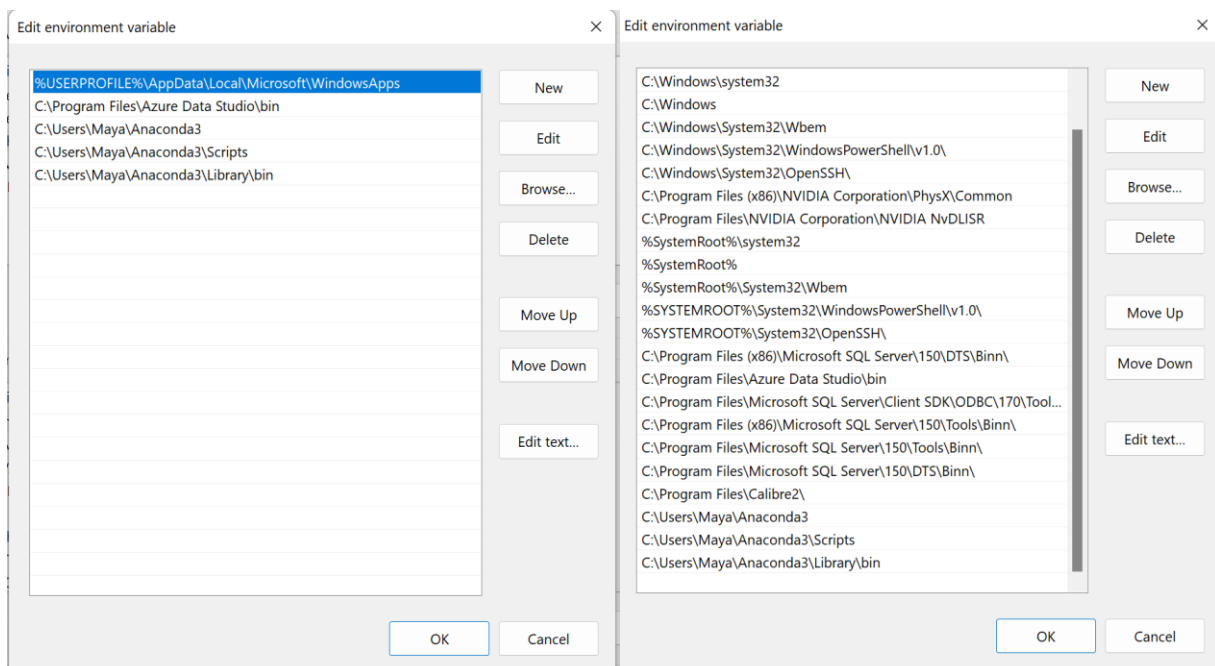 Edit environment variable
%USERPROFILE%\AppData\Local\Microsoft\WindowsApps
C:\Program Files\Azure Data Studio\bin
C:\Users\Maya\Anaconda3
C:\Users\Maya\Anaconda3\Scripts
C:\Users\Maya\Anaconda3\Library\bin
New
Edit
Browse...
Delete
Move Up
Move Down
Edit text...
OK
Cancel
Edit environment variable
C:\Windows\system32
C:\Windows
C:\Windows\System32\Wbem
C:\Windows\System32\WindowsPowerShell\v1.0\
C:\Windows\System32\OpenSSH\
C:\Program Files (x86)\NVIDIA Corporation\PhysX\Common
C:\Program Files\NVIDIA Corporation\NVIDIA NvDLISR
%SystemRoot%\system32
%SystemRoot%
%SystemRoot%\System32\Wbem
%SYSTEMROOT%\System32\WindowsPowerShell\v1.0\
%SYSTEMROOT%\System32\OpenSSH\
C:\Program Files (x86)\Microsoft SQL Server\150\DTS\Binn\
C:\Program Files\Azure Data Studio\bin
C:\Program Files\Microsoft SQL Server\Client SDK\ODBC\170\Tool...
C:\Program Files (x86)\Microsoft SQL Server\150\Tools\Binn\
C:\Program Files\Microsoft SQL Server\150\Tools\Binn\
C:\Program Files\Microsoft SQL Server\150\DTS\Binn\
C:\Program Files\Calibre2\
C:\Users\Maya\Anaconda3
C:\Users\Maya\Anaconda3\Scripts
C:\Users\Maya\Anaconda3\Library\bin
New
Edit
Browse...
Delete
Move Up
Move Down
Edit text...
OK
Cancel